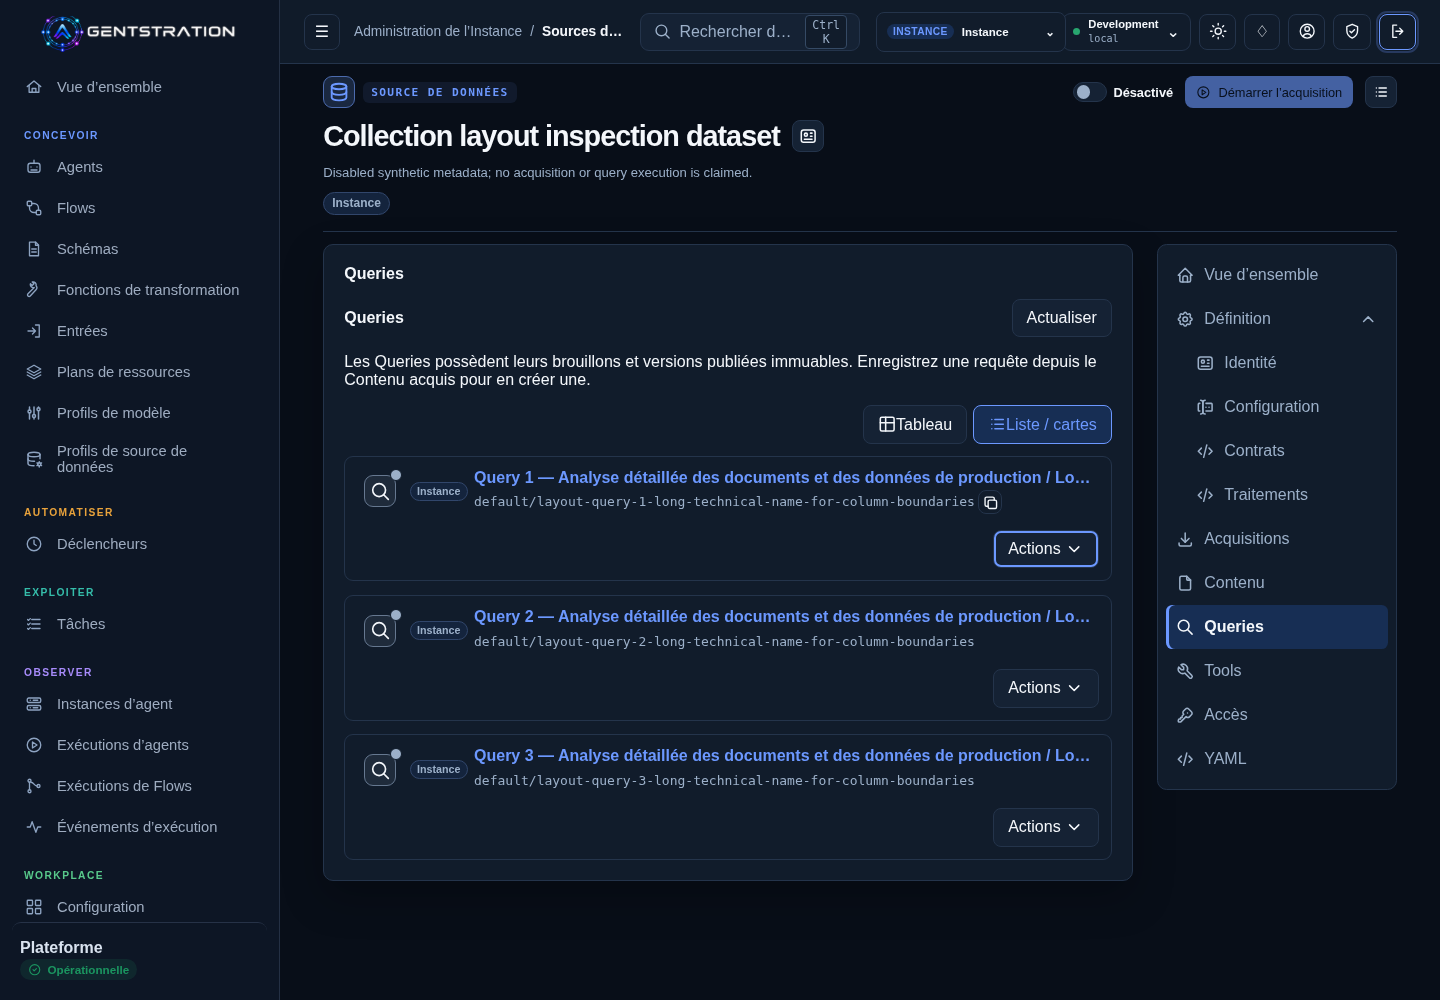 GENTSTRATION
Vue d’ensemble
CONCEVOIR
Agents
Flows
Schémas
Fonctions de transformation
Entrées
Plans de ressources
Profils de modèle
Profils de source de
données
AUTOMATISER
Déclencheurs
EXPLOITER
Tâches
OBSERVER
Instances d’agent
Exécutions d’agents
Exécutions de Flows
Événements d’exécution
WORKPLACE
Configuration
Plateforme
Opérationnelle
Administration de l’Instance / Sources d…
Rechercher d…
Ctrl
K
INSTANCE Instance
Development
local
SOURCE DE DONNÉES
Désactivé
Démarrer l’acquisition
Collection layout inspection dataset
Disabled synthetic metadata; no acquisition or query execution is claimed.
Instance
Queries
Queries
Actualiser
Les Queries possèdent leurs brouillons et versions publiées immuables. Enregistrez une requête depuis le
Contenu acquis pour en créer une.
Tableau
Liste / cartes
Instance
Query 1 — Analyse détaillée des documents et des données de production / Lo…
default/layout-query-1-long-technical-name-for-column-boundaries
Actions
Instance
Query 2 — Analyse détaillée des documents et des données de production / Lo…
default/layout-query-2-long-technical-name-for-column-boundaries
Actions
Instance
Query 3 — Analyse détaillée des documents et des données de production / Lo…
default/layout-query-3-long-technical-name-for-column-boundaries
Actions
Vue d’ensemble
Définition
Identité
Configuration
Contrats
Traitements
Acquisitions
Contenu
Queries
Tools
Accès
YAML